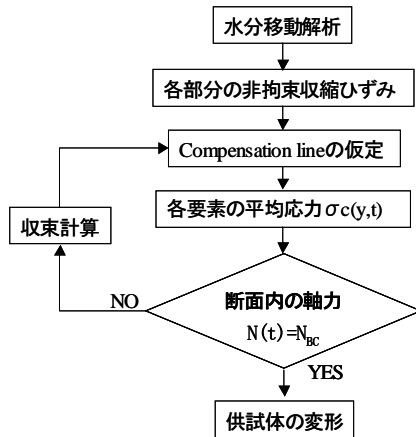 水分移動解析
各部分の非拘束収縮ひずみ
Compensation lineの仮定
各要素の平均応力σc(y,t)
収束計算
NO
断面内の軸力
N(t)=N_BC
YES
供試体の変形